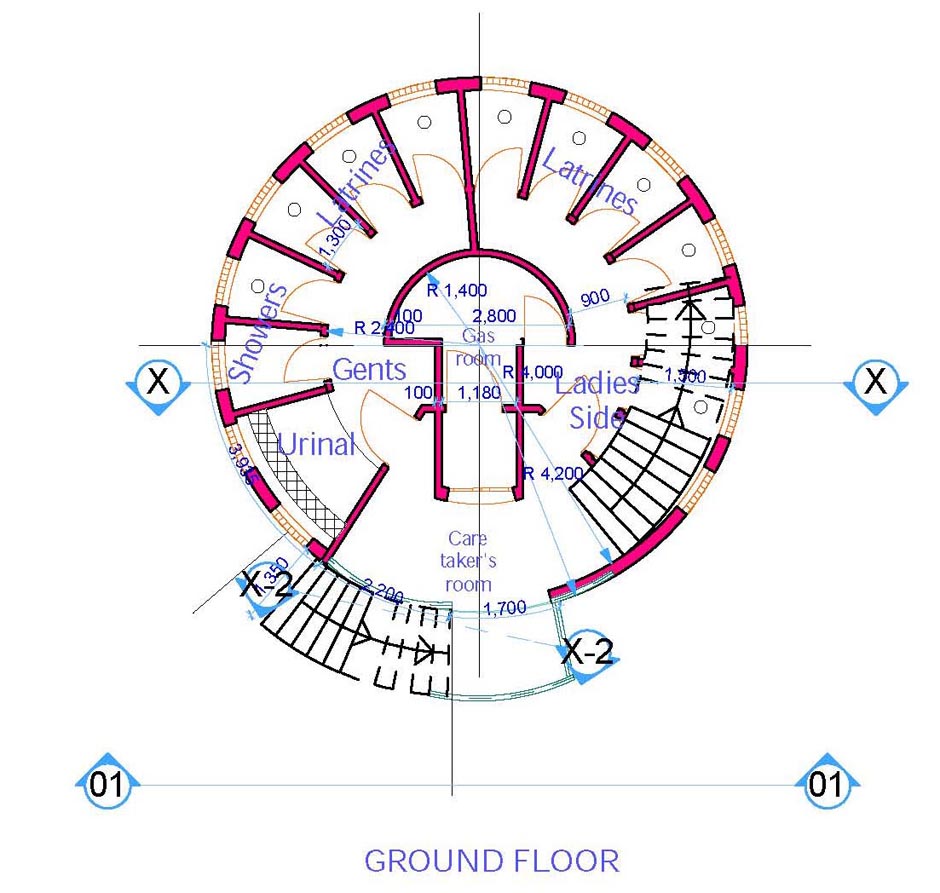 Latrines
Latrines
1,300
Showers
R 1,400
900
100
2,800
R 2,400
Gas
room
X
Gents
R 4,000
Ladies
Side
1,300
X
100
1,180
Urinal
3,935
R 4,200
Care
taker's
room
1,350
X-2
2,200
1,700
X-2
01
01
GROUND FLOOR